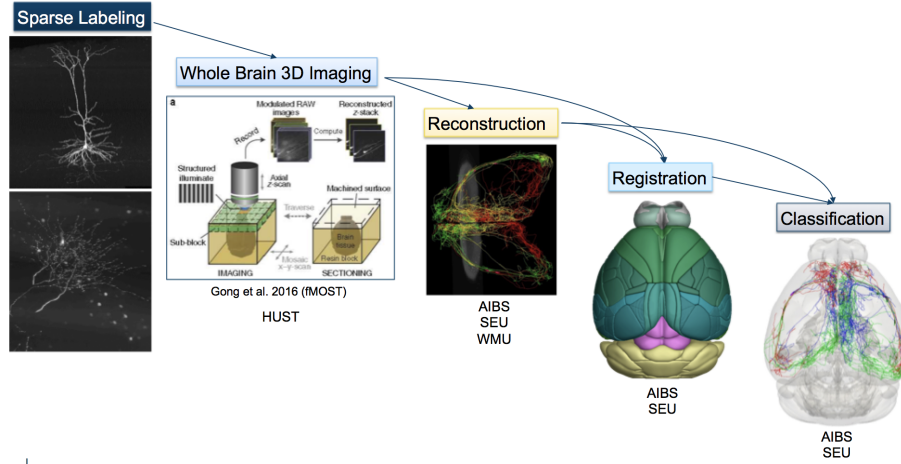 Sparse Labeling
Whole Brain 3D Imaging
a
Modulated RAW
images
Reconstructed
z-stack
Record
Compute
Structured
illuminate
Axial
z-scan
Machined surface
Traverse
Sub-block
Brain
tissue
Resin block
Mosaic
x-y-scan
IMAGING
SECTIONING
Gong et al. 2016 (fMOST)
HUST
Reconstruction
AIBS
SEU
WMU
Registration
AIBS
SEU
Classification
AIBS
SEU